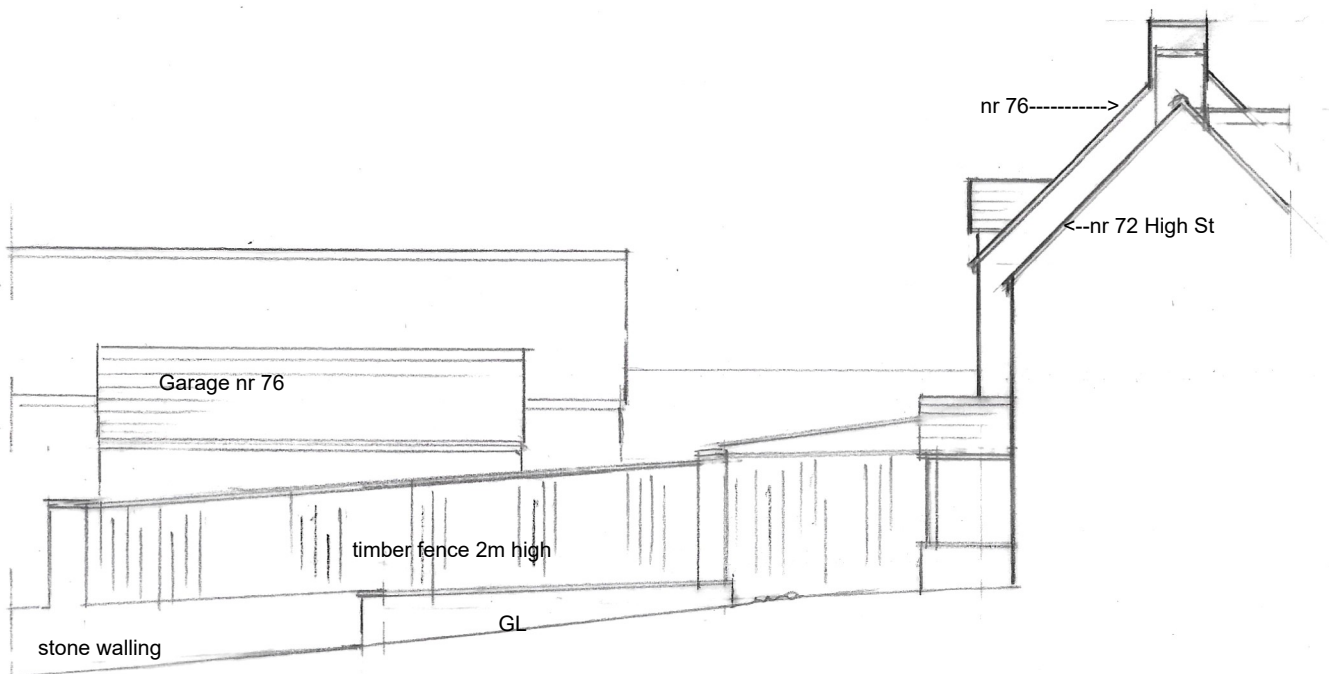 nr 76----------->
<--nr 72 High St
Garage nr 76
timber fence 2m high
GL
stone walling